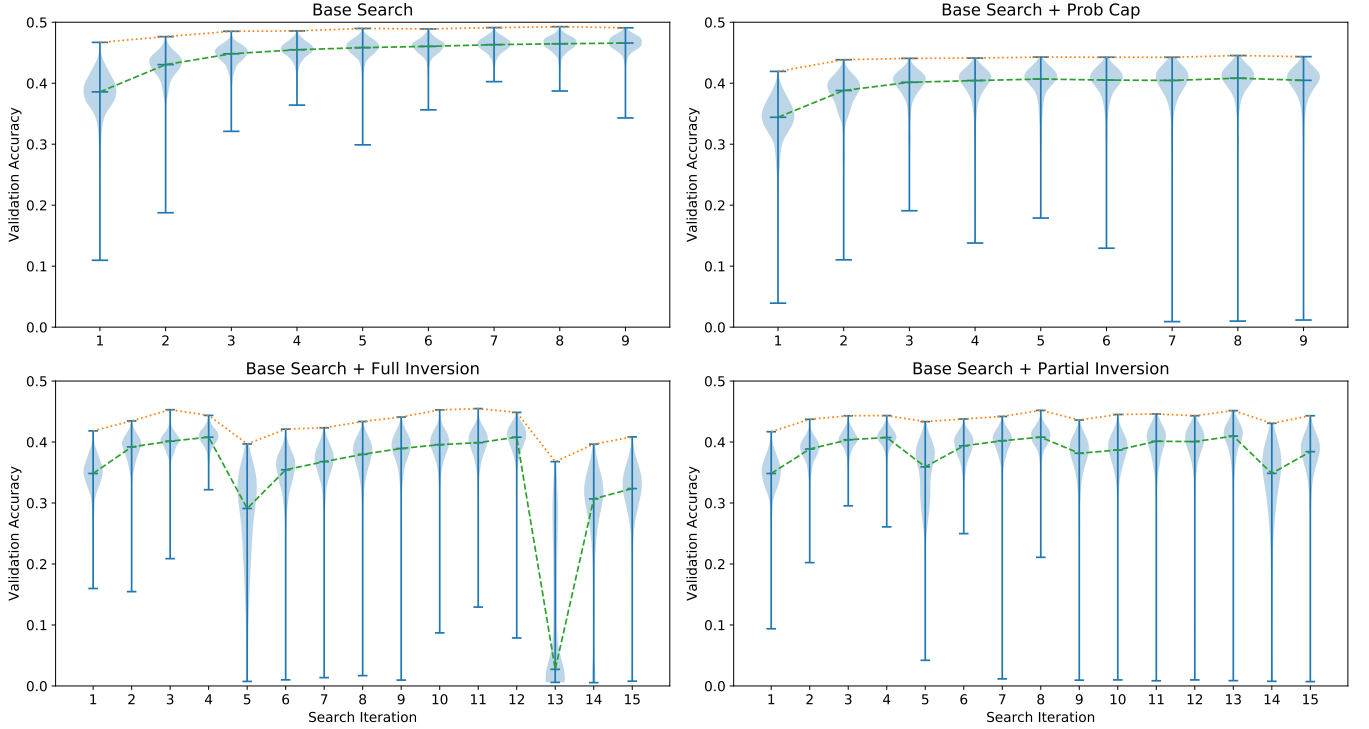 Base Search
Validation Accuracy
0.5
0.4
0.3
0.2
0.1
0.0
1 2 3 4 5 6 7 8 9
Base Search + Prob Cap
Validation Accuracy
0.5
0.4
0.3
0.2
0.1
0.0
1 2 3 4 5 6 7 8 9
Base Search + Full Inversion
Validation Accuracy
0.5
0.4
0.3
0.2
0.1
0.0
1 2 3 4 5 6 7 8 9 10 11 12 13 14 15
Search Iteration
Base Search + Partial Inversion
Validation Accuracy
0.5
0.4
0.3
0.2
0.1
0.0
1 2 3 4 5 6 7 8 9 10 11 12 13 14 15
Search Iteration